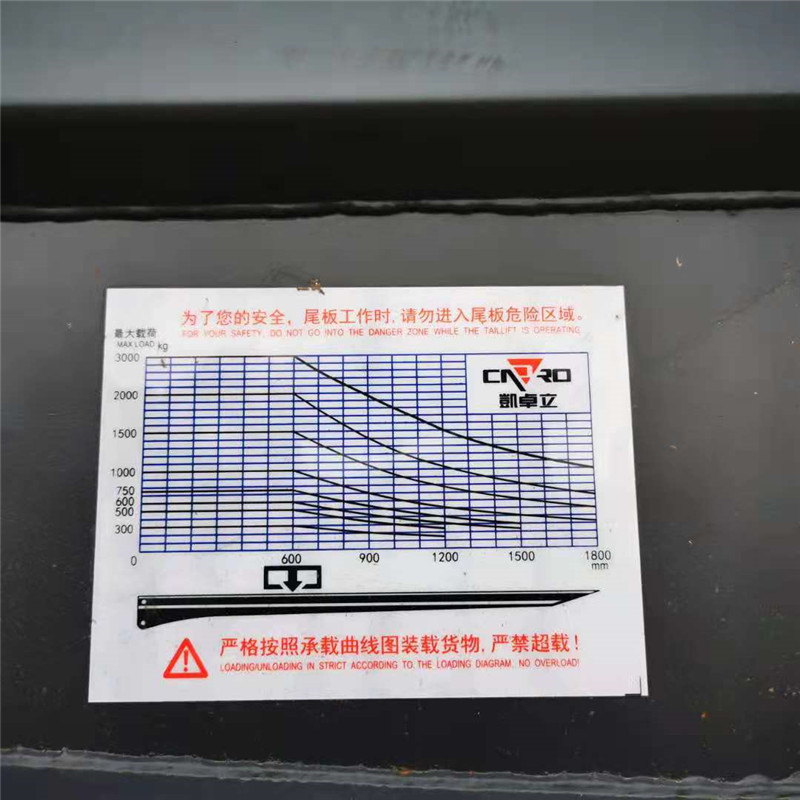 为了您的安全，尾板工作时,请勿进入尾板危险区域。
FOR YOUR SAFETY, DO NOT GO INTO THE DANGER ZONE WHILE THE TAILLIFT IS OPERATING
最大载荷
MAX LOAD kg
3000
2000
1500
1000
750
600
500
300
CADRO
凱卓立
0 600 900 1200 1500 1800
mm
严格按照承载曲线图装载货物,严禁超载！
LOADING/UNLOADING IN STRICT ACCORDING TO THE LOADING DIAGRAM, NO OVERLOAD!